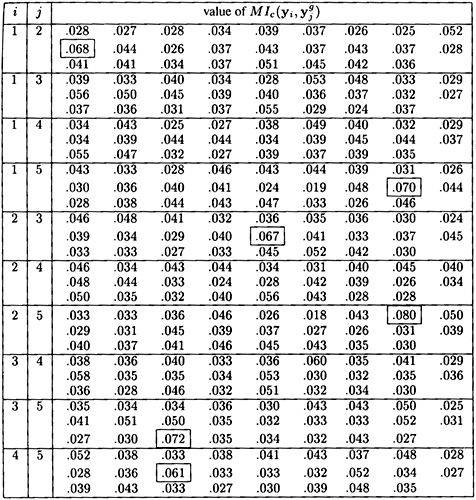 i j value of MI_c(y_i, y_j^g)
1 2 .028 .027 .028 .034 .039 .037 .026 .025 .052
.068 .044 .026 .037 .043 .037 .043 .037 .028
.041 .041 .034 .037 .051 .045 .042 .036
1 3 .039 .033 .040 .034 .028 .053 .048 .033 .029
.056 .050 .045 .039 .040 .036 .037 .032 .027
.037 .036 .031 .037 .055 .029 .024 .037
1 4 .034 .043 .025 .027 .038 .049 .040 .032 .029
.034 .039 .044 .044 .034 .039 .045 .044 .037
.055 .047 .032 .027 .039 .037 .039 .035
1 5 .043 .033 .028 .046 .043 .044 .039 .031 .026
.030 .036 .040 .041 .024 .019 .048 .070 .044
.028 .038 .044 .043 .047 .033 .026 .046
2 3 .046 .048 .041 .032 .036 .035 .036 .030 .024
.039 .034 .029 .040 .067 .041 .033 .037 .045
.033 .033 .027 .033 .045 .052 .042 .030
2 4 .046 .034 .043 .044 .034 .031 .040 .045 .040
.048 .044 .033 .024 .028 .042 .039 .026 .034
.050 .035 .032 .040 .056 .043 .028 .028
2 5 .033 .033 .036 .046 .026 .018 .043 .080 .050
.029 .031 .045 .039 .037 .027 .026 .031 .039
.040 .037 .041 .046 .045 .043 .035 .030
3 4 .038 .036 .040 .033 .036 .060 .035 .041 .029
.058 .035 .035 .034 .053 .030 .032 .035 .036
.036 .028 .046 .032 .051 .032 .034 .030
3 5 .035 .034 .034 .036 .030 .043 .043 .050 .025
.041 .051 .050 .035 .032 .033 .033 .052 .031
.027 .030 .072 .035 .034 .032 .043 .027
4 5 .052 .038 .033 .038 .041 .043 .037 .048 .028
.028 .036 .061 .033 .033 .032 .052 .034 .027
.039 .043 .033 .027 .030 .039 .048 .035